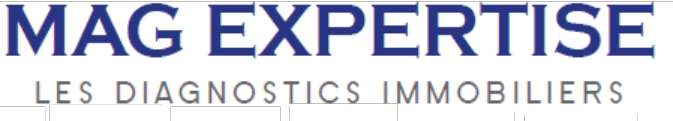 MAG EXPERTISE
LES DIAGNOSTICS IMMOBILIERS